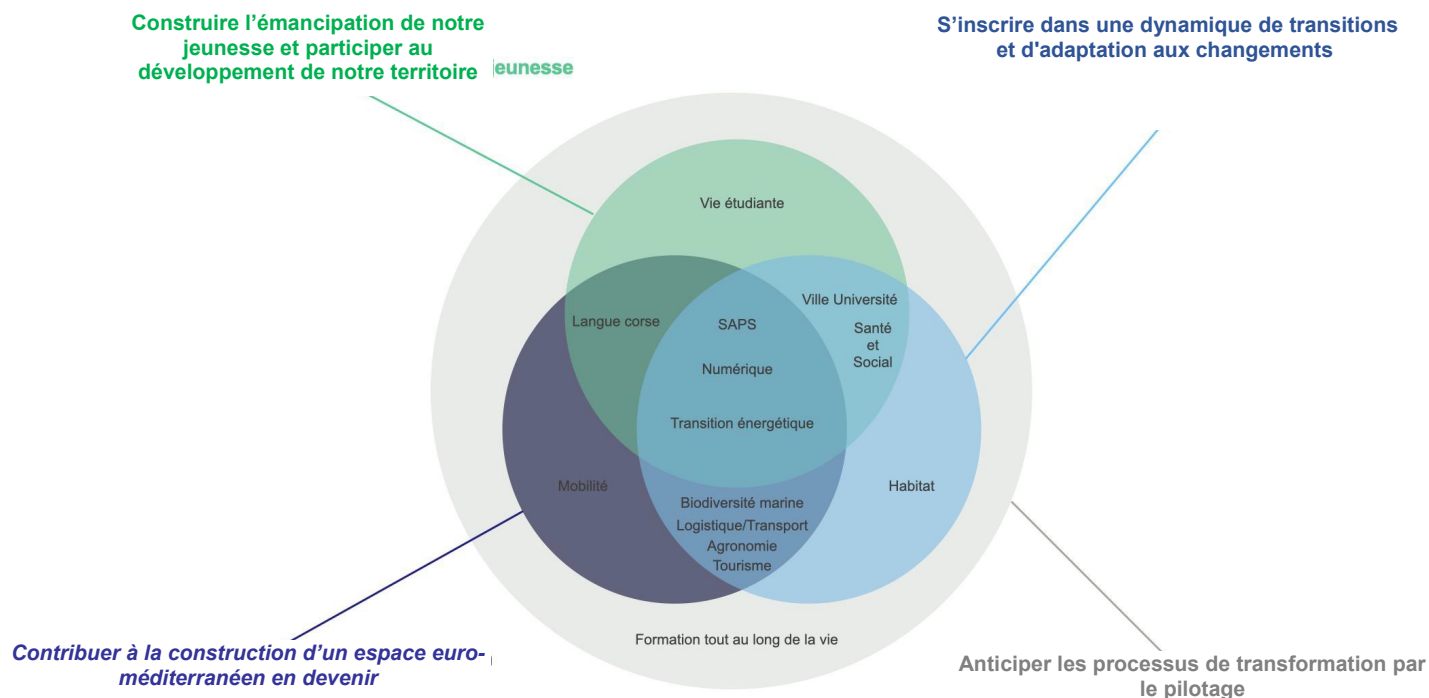 Construire l’émancipation de notre
jeunesse et participer au
développement de notre territoire
jeunesse
S’inscrire dans une dynamique de transitions
et d'adaptation aux changements
Vie étudiante
Ville Université
Langue corse
SAPS
Santé
et
Social
Numérique
Transition énergétique
Mobilité
Habitat
Biodiversité marine
Logistique/Transport
Agronomie
Tourisme
Formation tout au long de la vie
Contribuer à la construction d’un espace euro-
méditerranéen en devenir
Anticiper les processus de transformation par
le pilotage